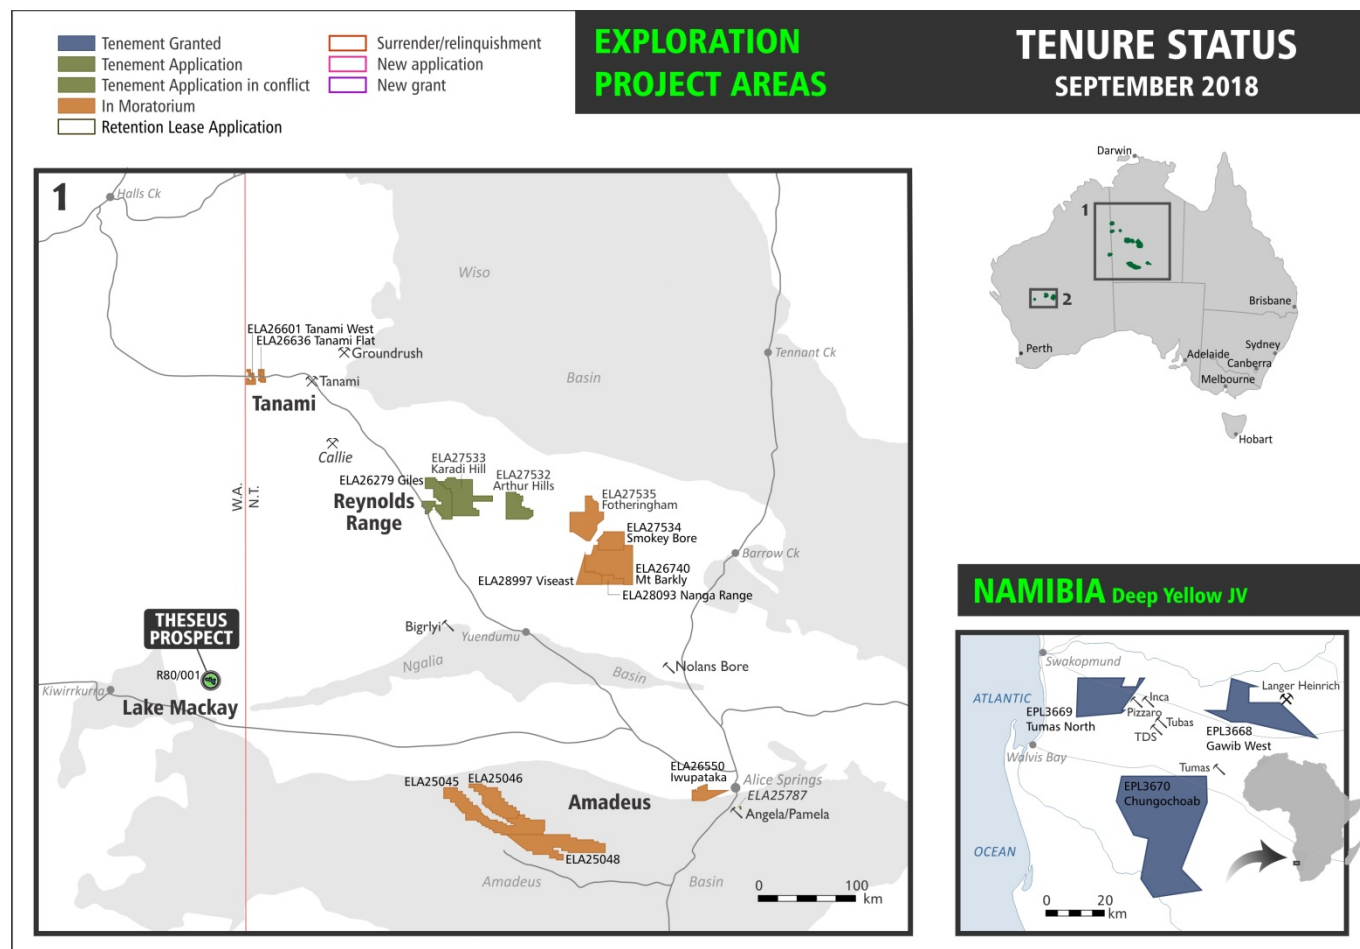 Tenement Granted
Tenement Application
Tenement Application in conflict
In Moratorium
Retention Lease Application
Surrender/relinquishment
New application
New grant
EXPLORATION
PROJECT AREAS
TENURE STATUS
SEPTEMBER 2018
1
Halls Ck
Wiso
Basin
ELA26601 Tanami West
ELA26636 Tanami Flat
Groundrush
Tanami
Tanami
Tennant Ck
Callie
W.A.
N.T.
ELA26279 Giles
ELA27533
Karadi Hill
ELA27532
Arthur Hills
Reynolds
Range
ELA27535
Fotheringham
ELA27534
Smokey Bore
ELA26740
Mt Barkly
ELA28997 Viseast
ELA28093 Nanga Range
Barrow Ck
THESEUS
PROSPECT
R80/001
Kiwirrkurra
Lake Mackay
Bigrlyi
Yuendumu
Ngalia
Basin
Nolans Bore
ELA25045
ELA25046
Amadeus
ELA26550
Iwupataka
Alice Springs
ELA25787
Angela/Pamela
ELA25048
Amadeus
Basin
0
100
km
Darwin
1
2
Brisbane
Perth
Sydney
Adelaide
Canberra
Melbourne
Hobart
NAMIBIA Deep Yellow JV
Swakopmund
ATLANTIC
EPL3669
Tumas North
Inca
Pizzaro
Tubas
TDS
Langer Heinrich
EPL3668
Gawib West
Walvis Bay
Tumas
EPL3670
Chungochoab
OCEAN
0
20
km